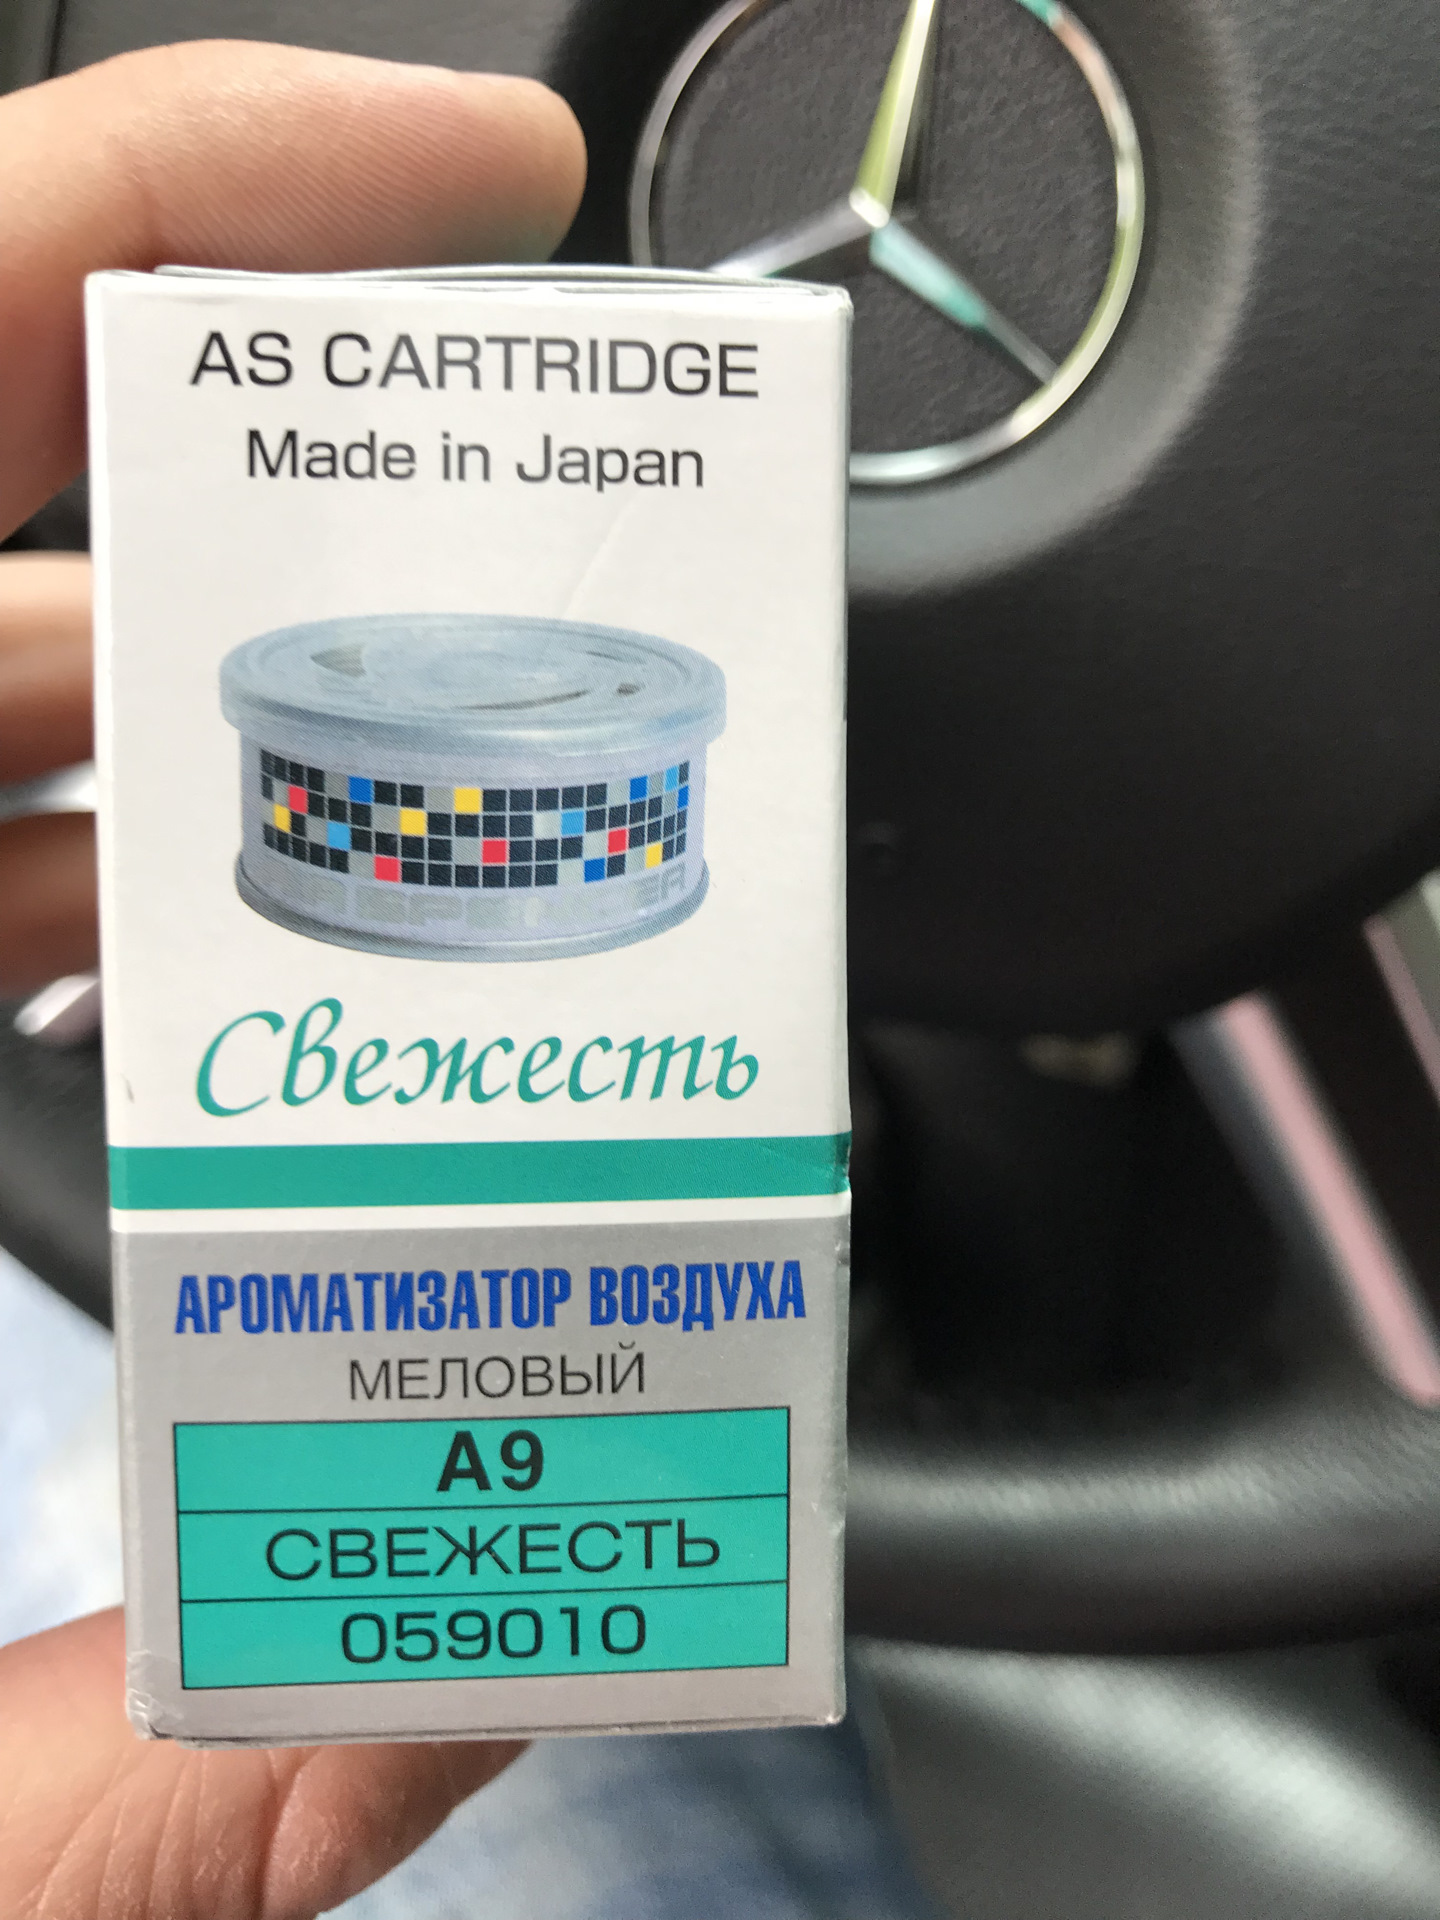 AS CARTRIDGE
Made in Japan
Свежесть
АРОМАТИЗАТОР ВОЗДУХА
МЕЛОВЫЙ
A9
СВЕЖЕСТЬ
059010